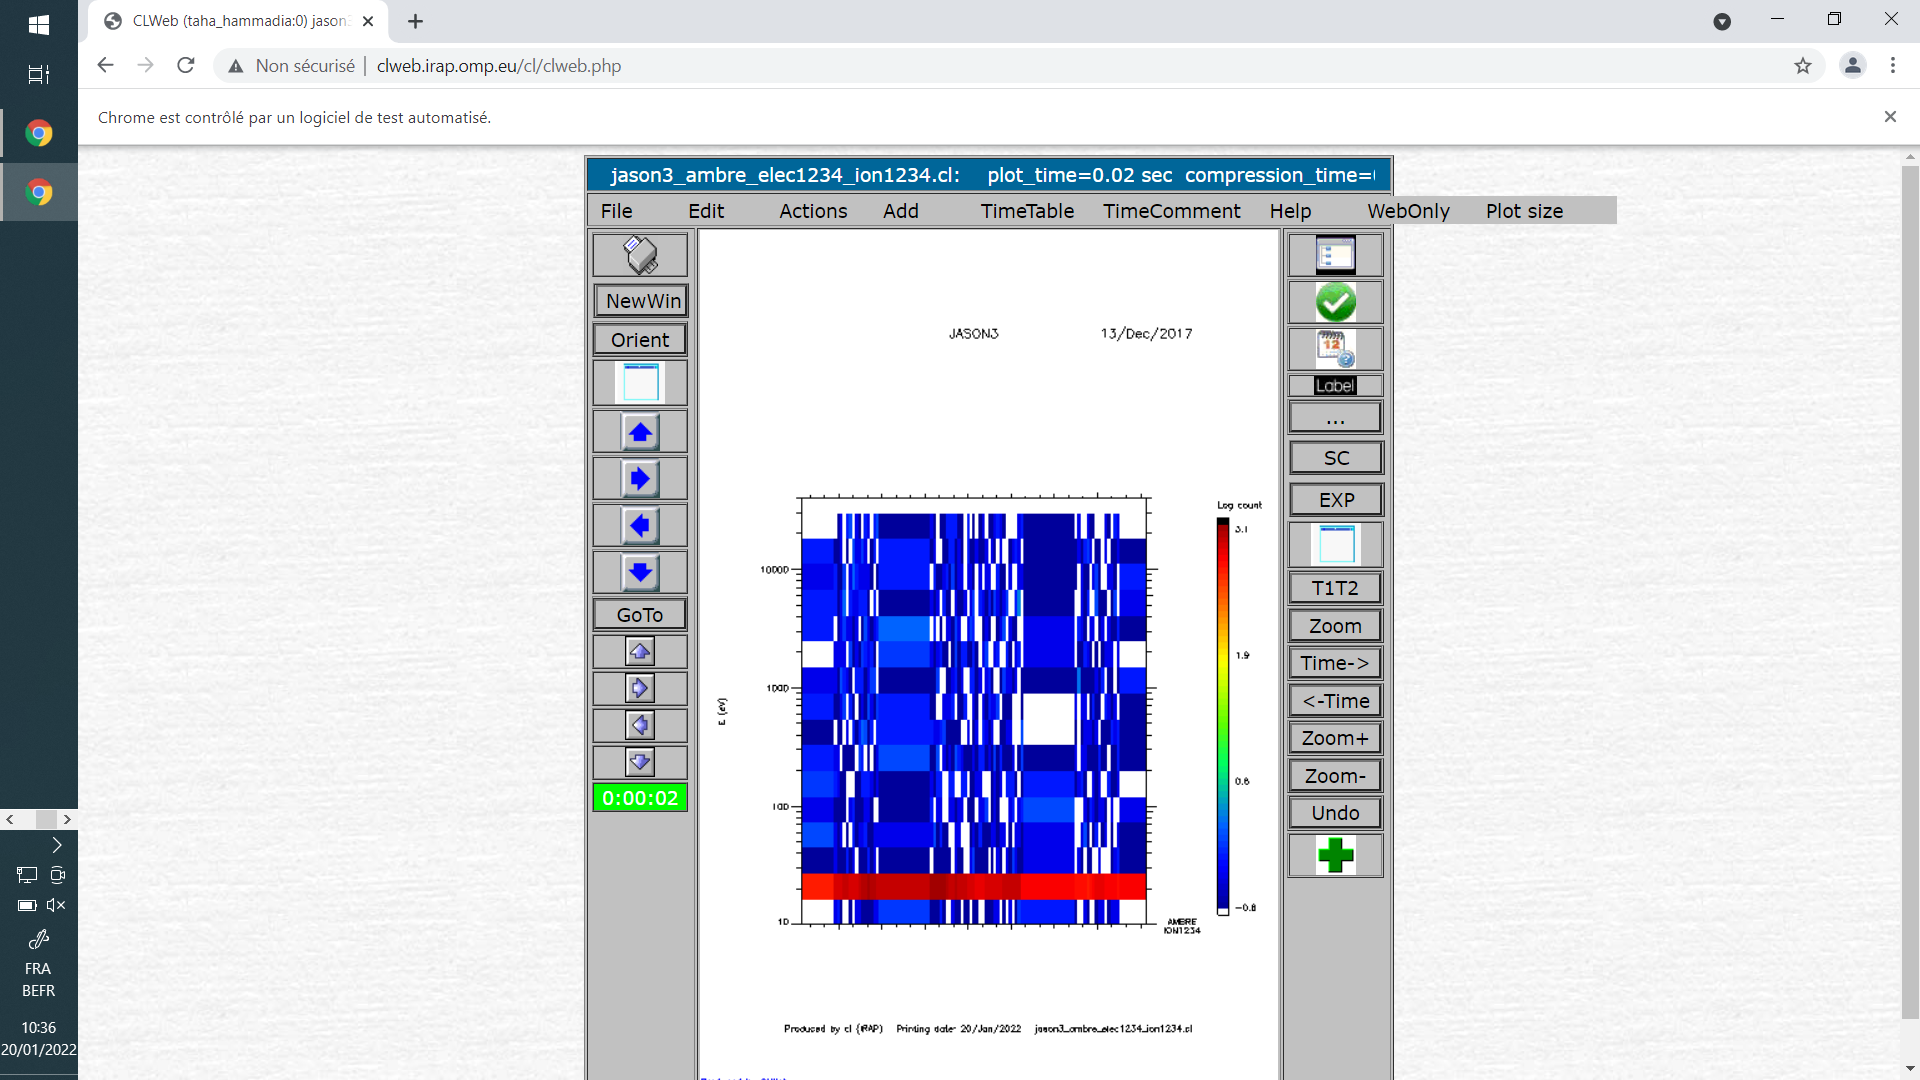 CLWeb (taha_hammadia:0) jason3
Non sécurisé | clweb.irap.omp.eu/cl/clweb.php
Chrome est contrôlé par un logiciel de test automatisé.
jason3_ambre_elec1234_ion1234.cl: plot_time=0.02 sec compression_time=
File Edit Actions Add TimeTable TimeComment Help WebOnly Plot size
NewWin
Orient
GoTo
0:00:02
JASON3 13/Dec/2017
Log count
3.1
1.9
0.6
-0.8
10000
1000
100
10
E (eV)
AMBRE
ION1234
Produced by cl (IRAP) Printing date: 20/Jan/2022 jason3_ambre_elec1234_ion1234.cl
12
Label
...
SC
EXP
T1T2
Zoom
Time->
<-Time
Zoom+
Zoom-
Undo
FRA
BEFR
10:36
20/01/2022